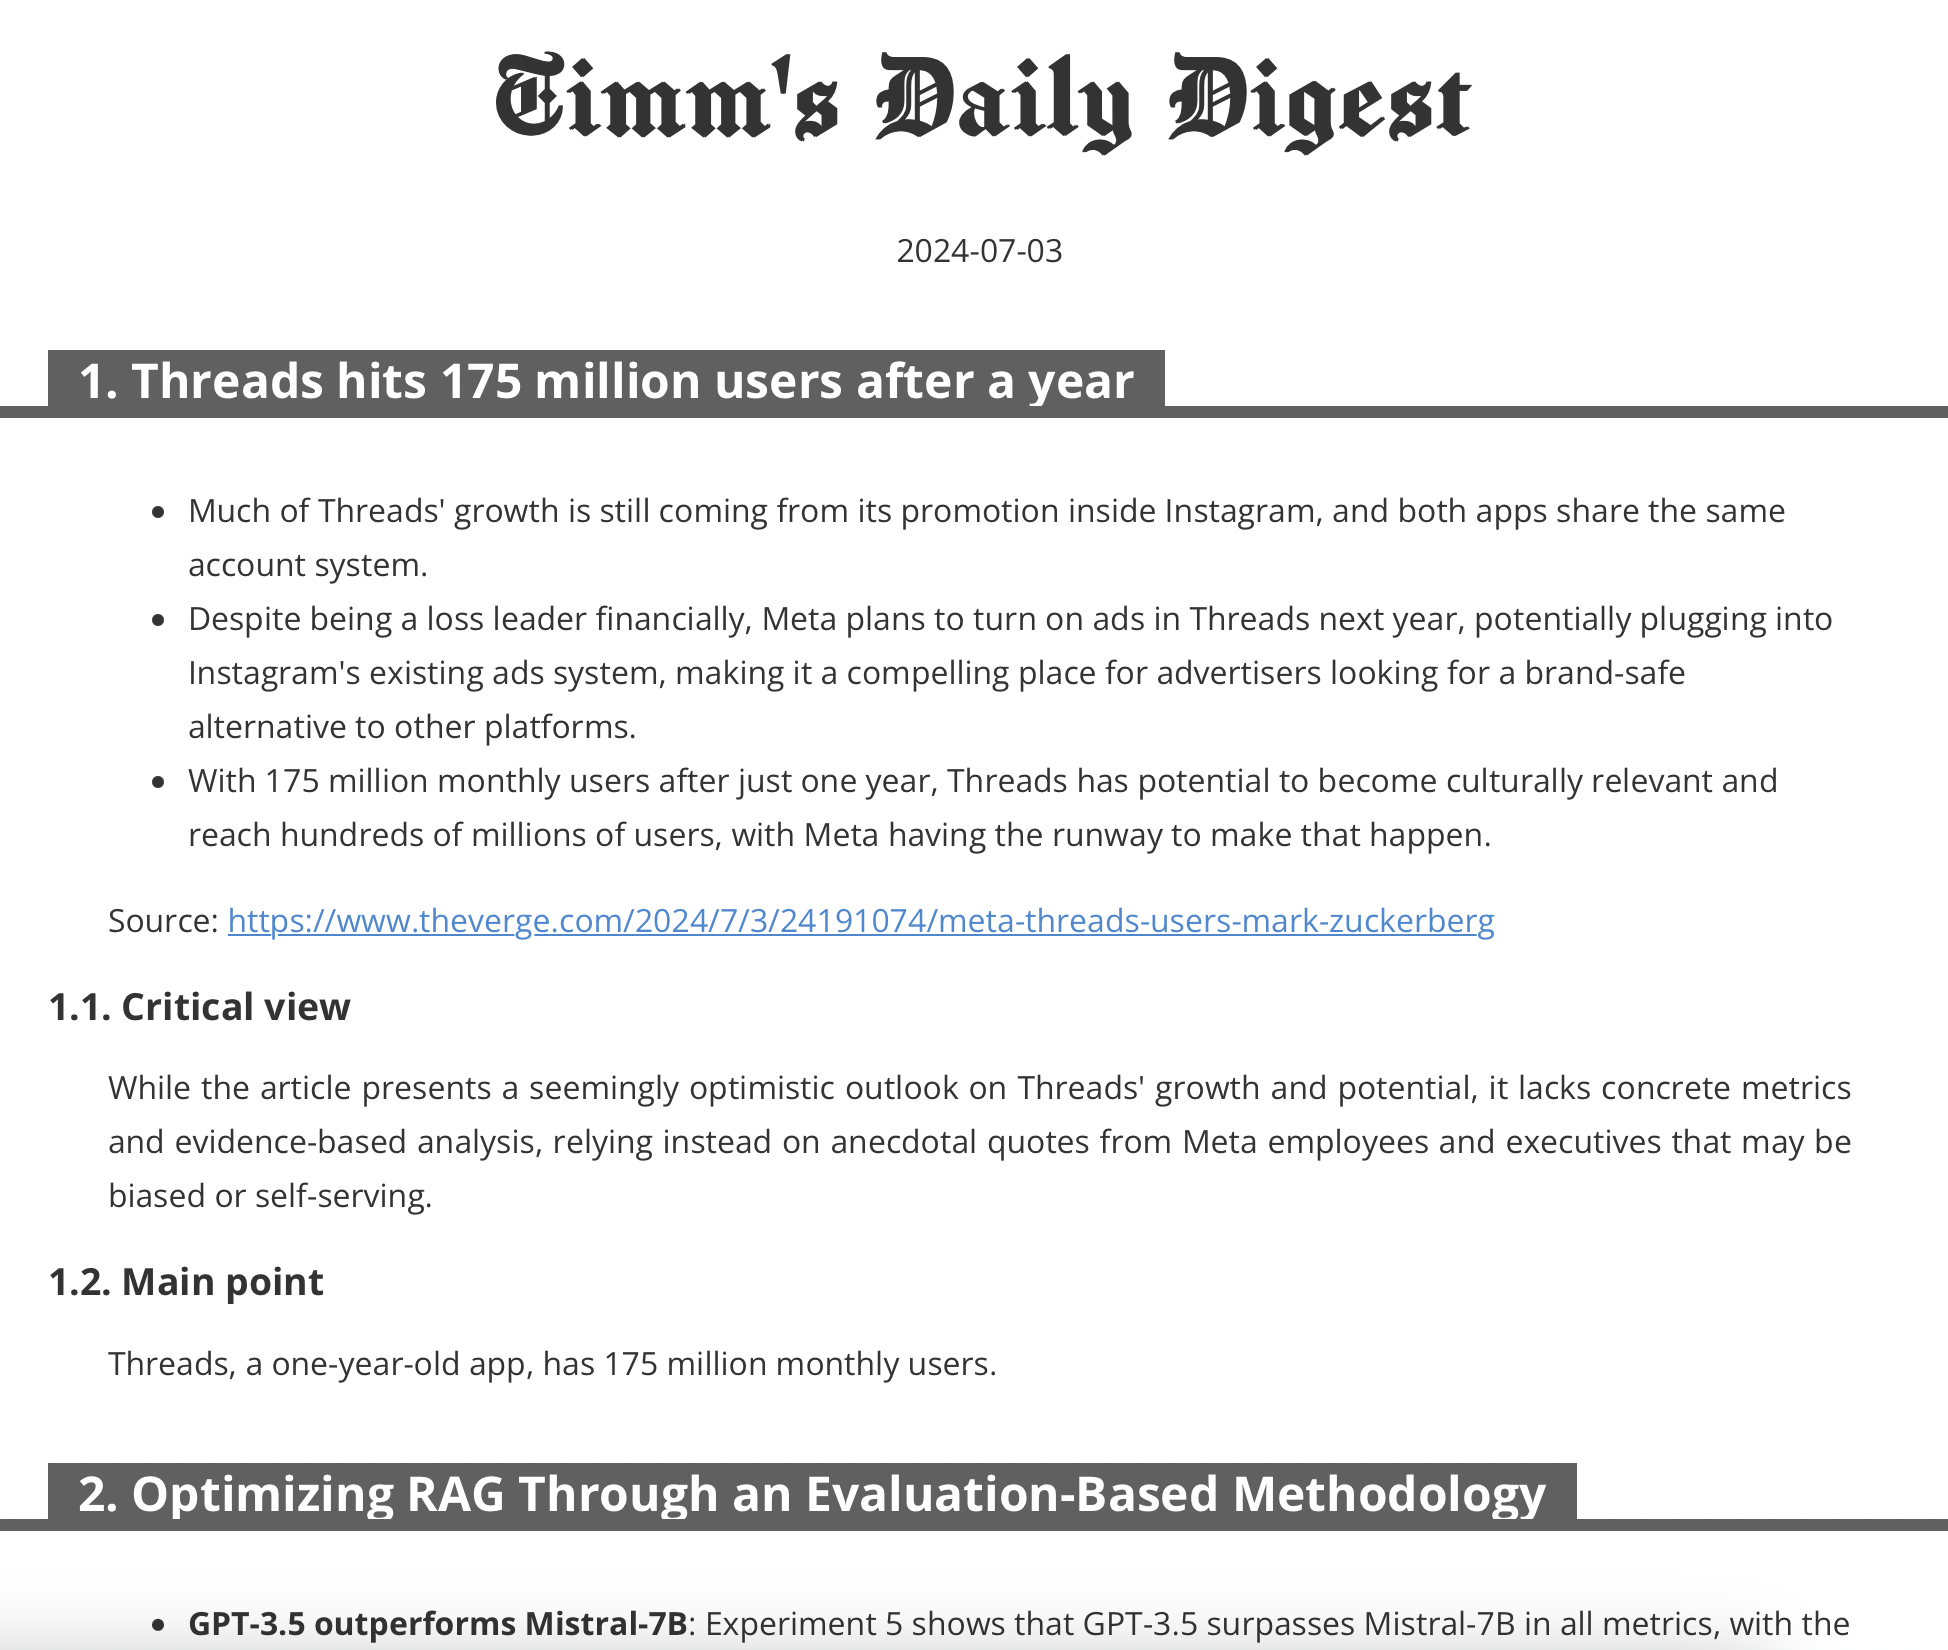 Timm's Daily Digest
2024-07-03
1. Threads hits 175 million users after a year
• Much of Threads' growth is still coming from its promotion inside Instagram, and both apps share the same
account system.
• Despite being a loss leader financially, Meta plans to turn on ads in Threads next year, potentially plugging into
Instagram's existing ads system, making it a compelling place for advertisers looking for a brand-safe
alternative to other platforms.
• With 175 million monthly users after just one year, Threads has potential to become culturally relevant and
reach hundreds of millions of users, with Meta having the runway to make that happen.
Source: https://www.theverge.com/2024/7/3/24191074/meta-threads-users-mark-zuckerberg
1.1. Critical view
While the article presents a seemingly optimistic outlook on Threads' growth and potential, it lacks concrete metrics
and evidence-based analysis, relying instead on anecdotal quotes from Meta employees and executives that may be
biased or self-serving.
1.2. Main point
Threads, a one-year-old app, has 175 million monthly users.
2. Optimizing RAG Through an Evaluation-Based Methodology
• GPT-3.5 outperforms Mistral-7B: Experiment 5 shows that GPT-3.5 surpasses Mistral-7B in all metrics, with the